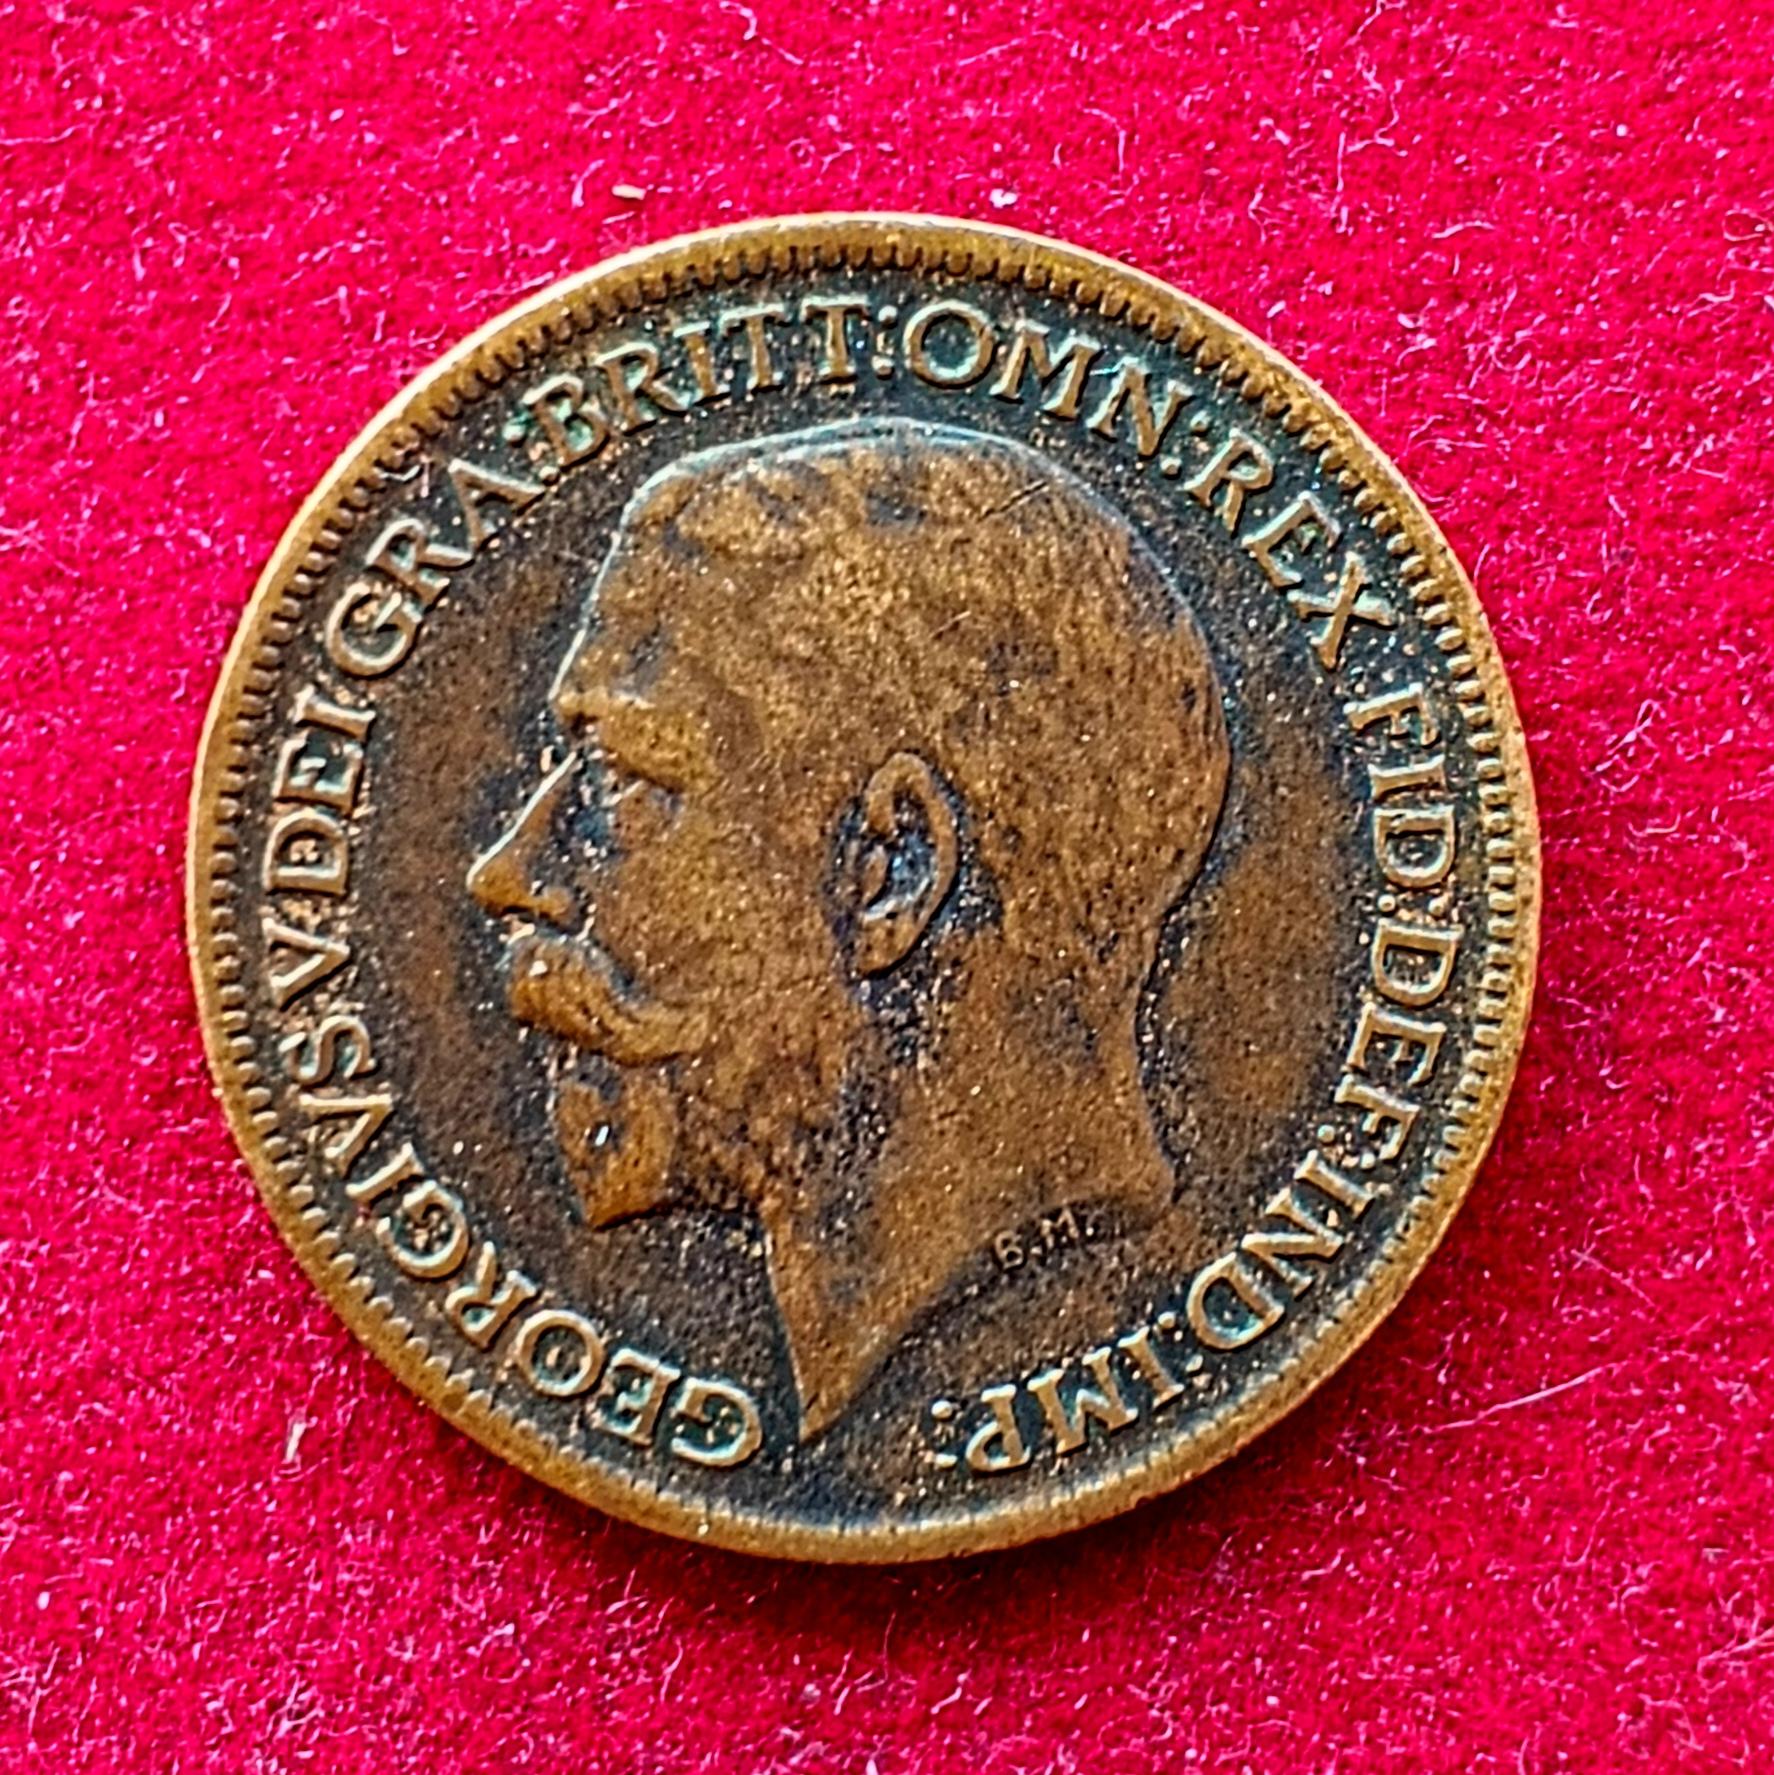 GEORGIVS V DEI GRA:BRITT:OMN:REX FID:DEF:IND:IMP:
B.M.